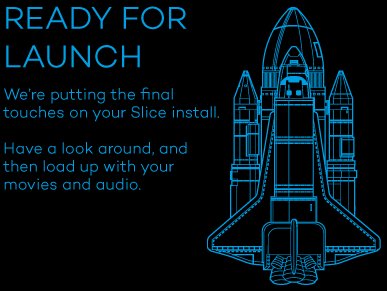 READY FOR
LAUNCH
We're putting the final
touches on your Slice install.
Have a look around, and
then load up with your
movies and audio.